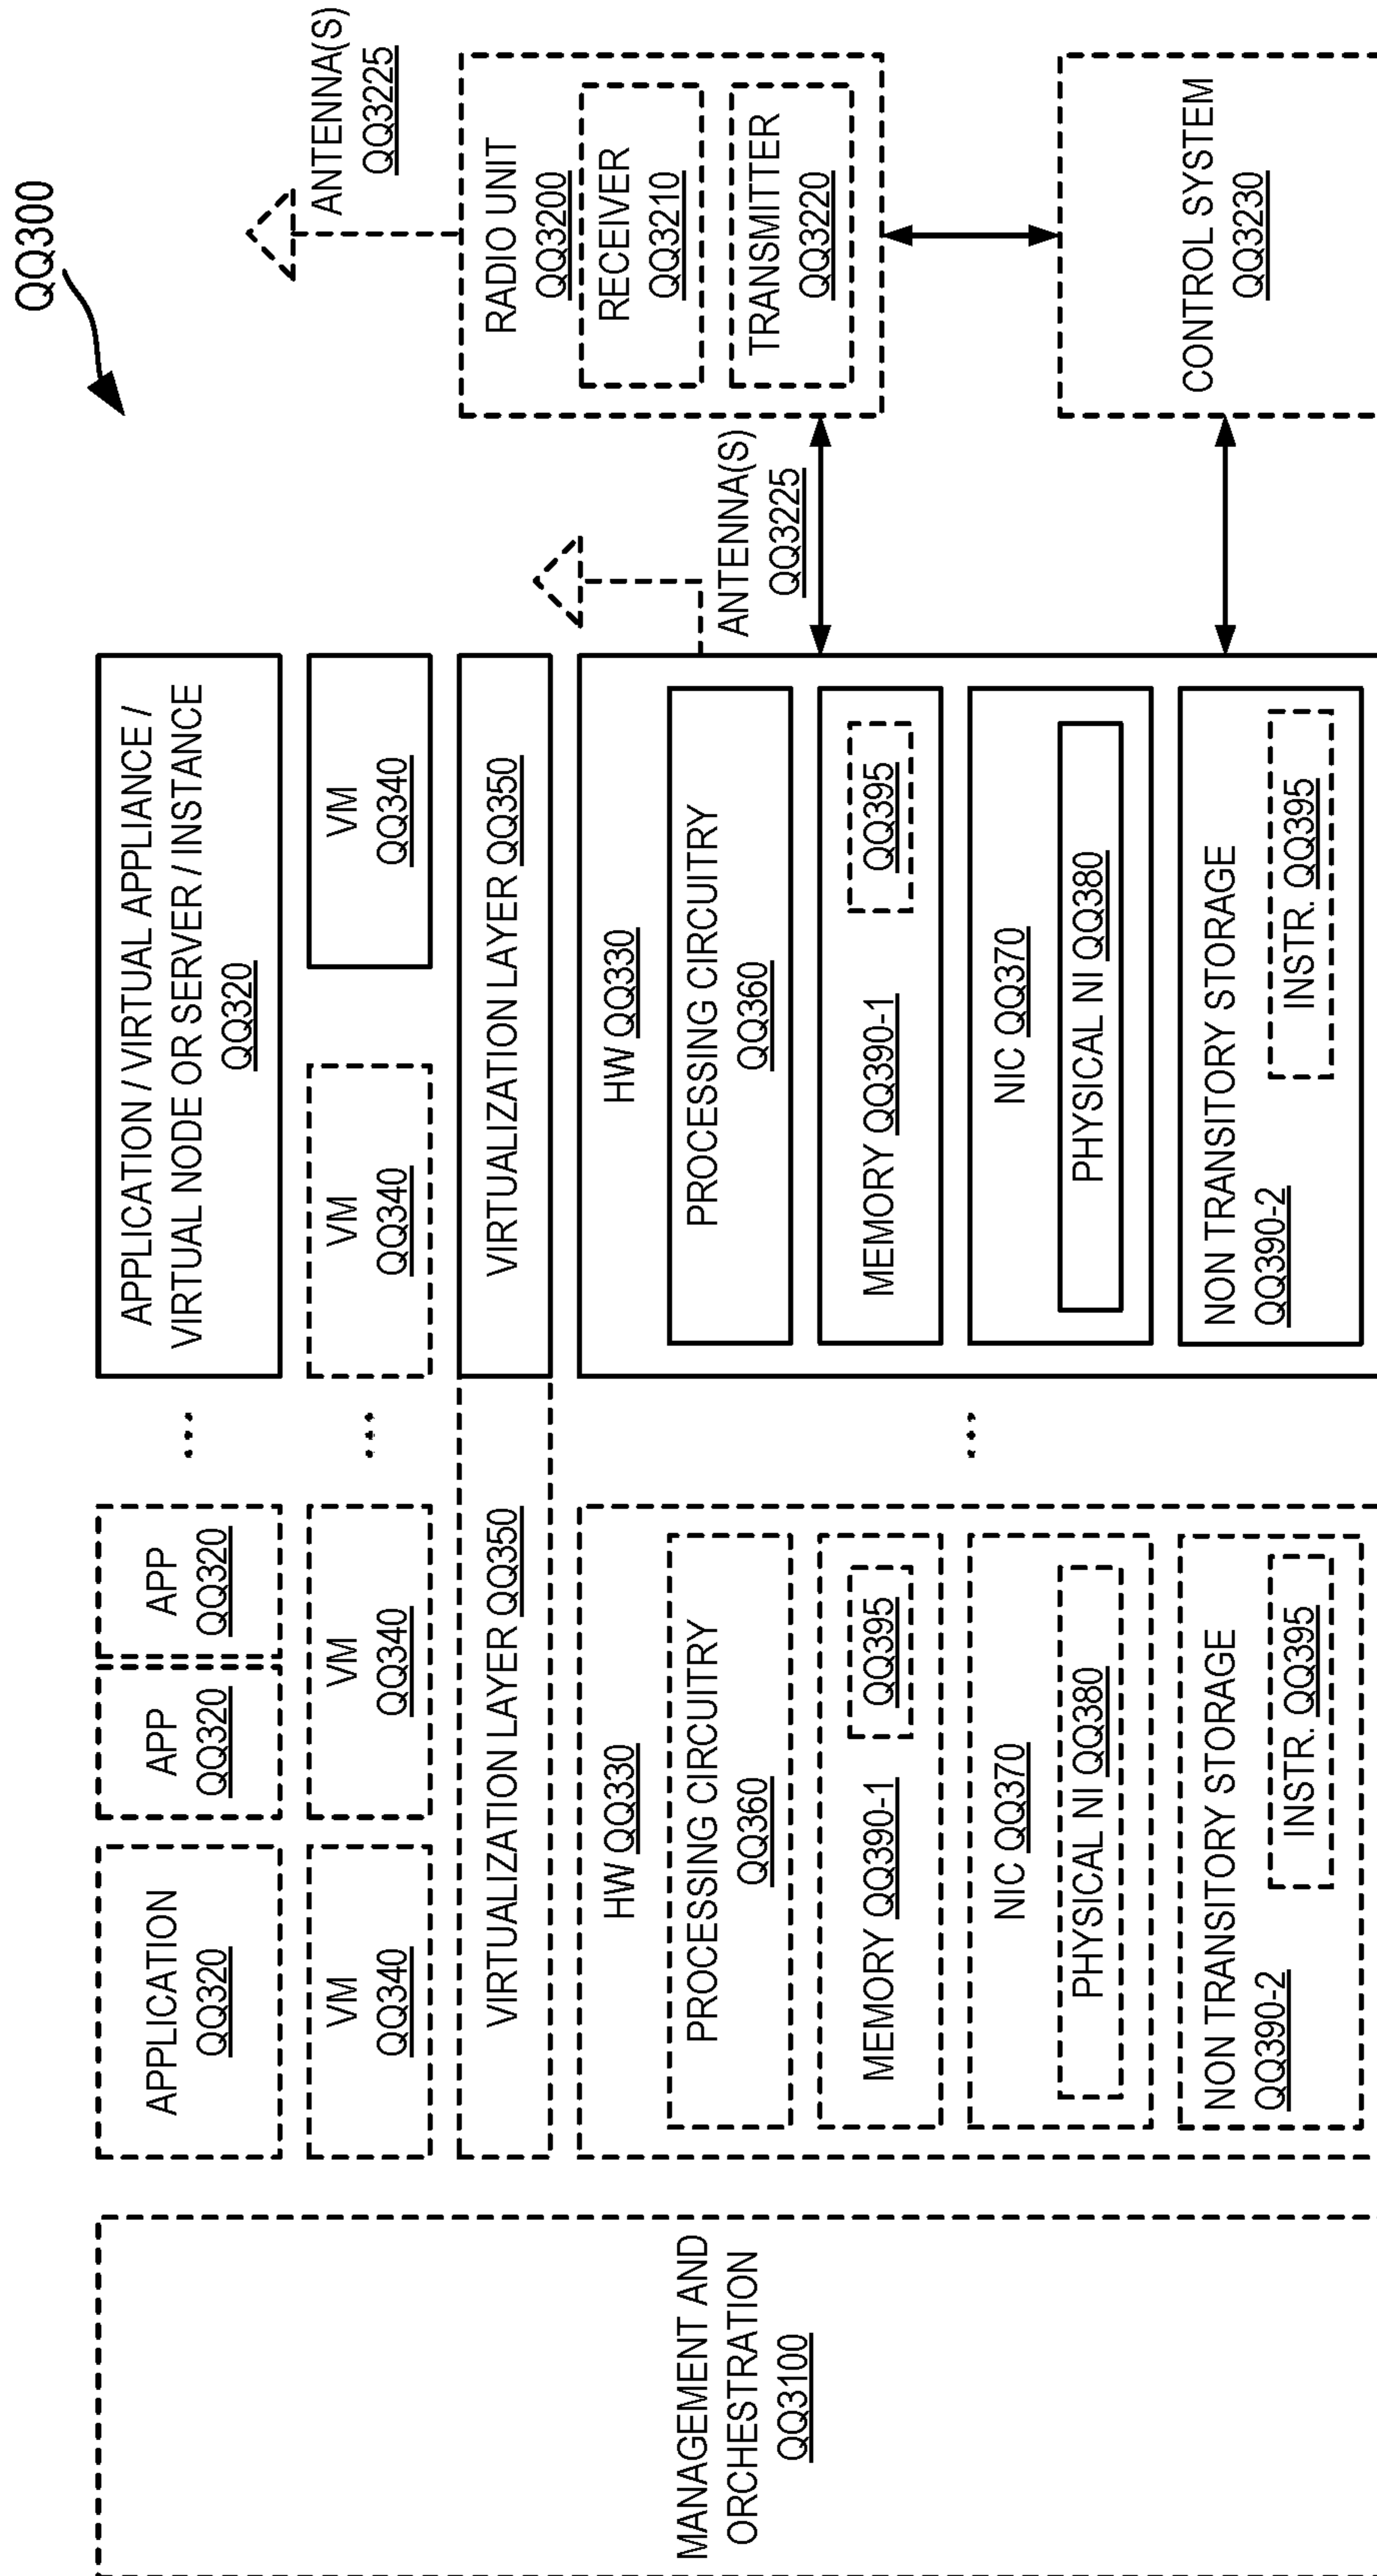 QQ300
MANAGEMENT AND
ORCHESTRATION
QQ3100
APPLICATION
QQ320
APP
QQ320
APP
QQ320
...
APPLICATION / VIRTUAL APPLIANCE /
VIRTUAL NODE OR SERVER / INSTANCE
QQ320
VM
QQ340
VM
QQ340
...
VM
QQ340
VM
QQ340
VIRTUALIZATION LAYER QQ350
VIRTUALIZATION LAYER QQ350
HW QQ330
PROCESSING CIRCUITRY
QQ360
MEMORY QQ390-1
QQ395
NIC QQ370
PHYSICAL NI QQ380
NON TRANSITORY STORAGE
QQ390-2
INSTR. QQ395
...
HW QQ330
PROCESSING CIRCUITRY
QQ360
MEMORY QQ390-1
QQ395
NIC QQ370
PHYSICAL NI QQ380
NON TRANSITORY STORAGE
QQ390-2
INSTR. QQ395
ANTENNA(S)
QQ3225
ANTENNA(S)
QQ3225
RADIO UNIT
QQ3200
RECEIVER
QQ3210
TRANSMITTER
QQ3220
CONTROL SYSTEM
QQ3230